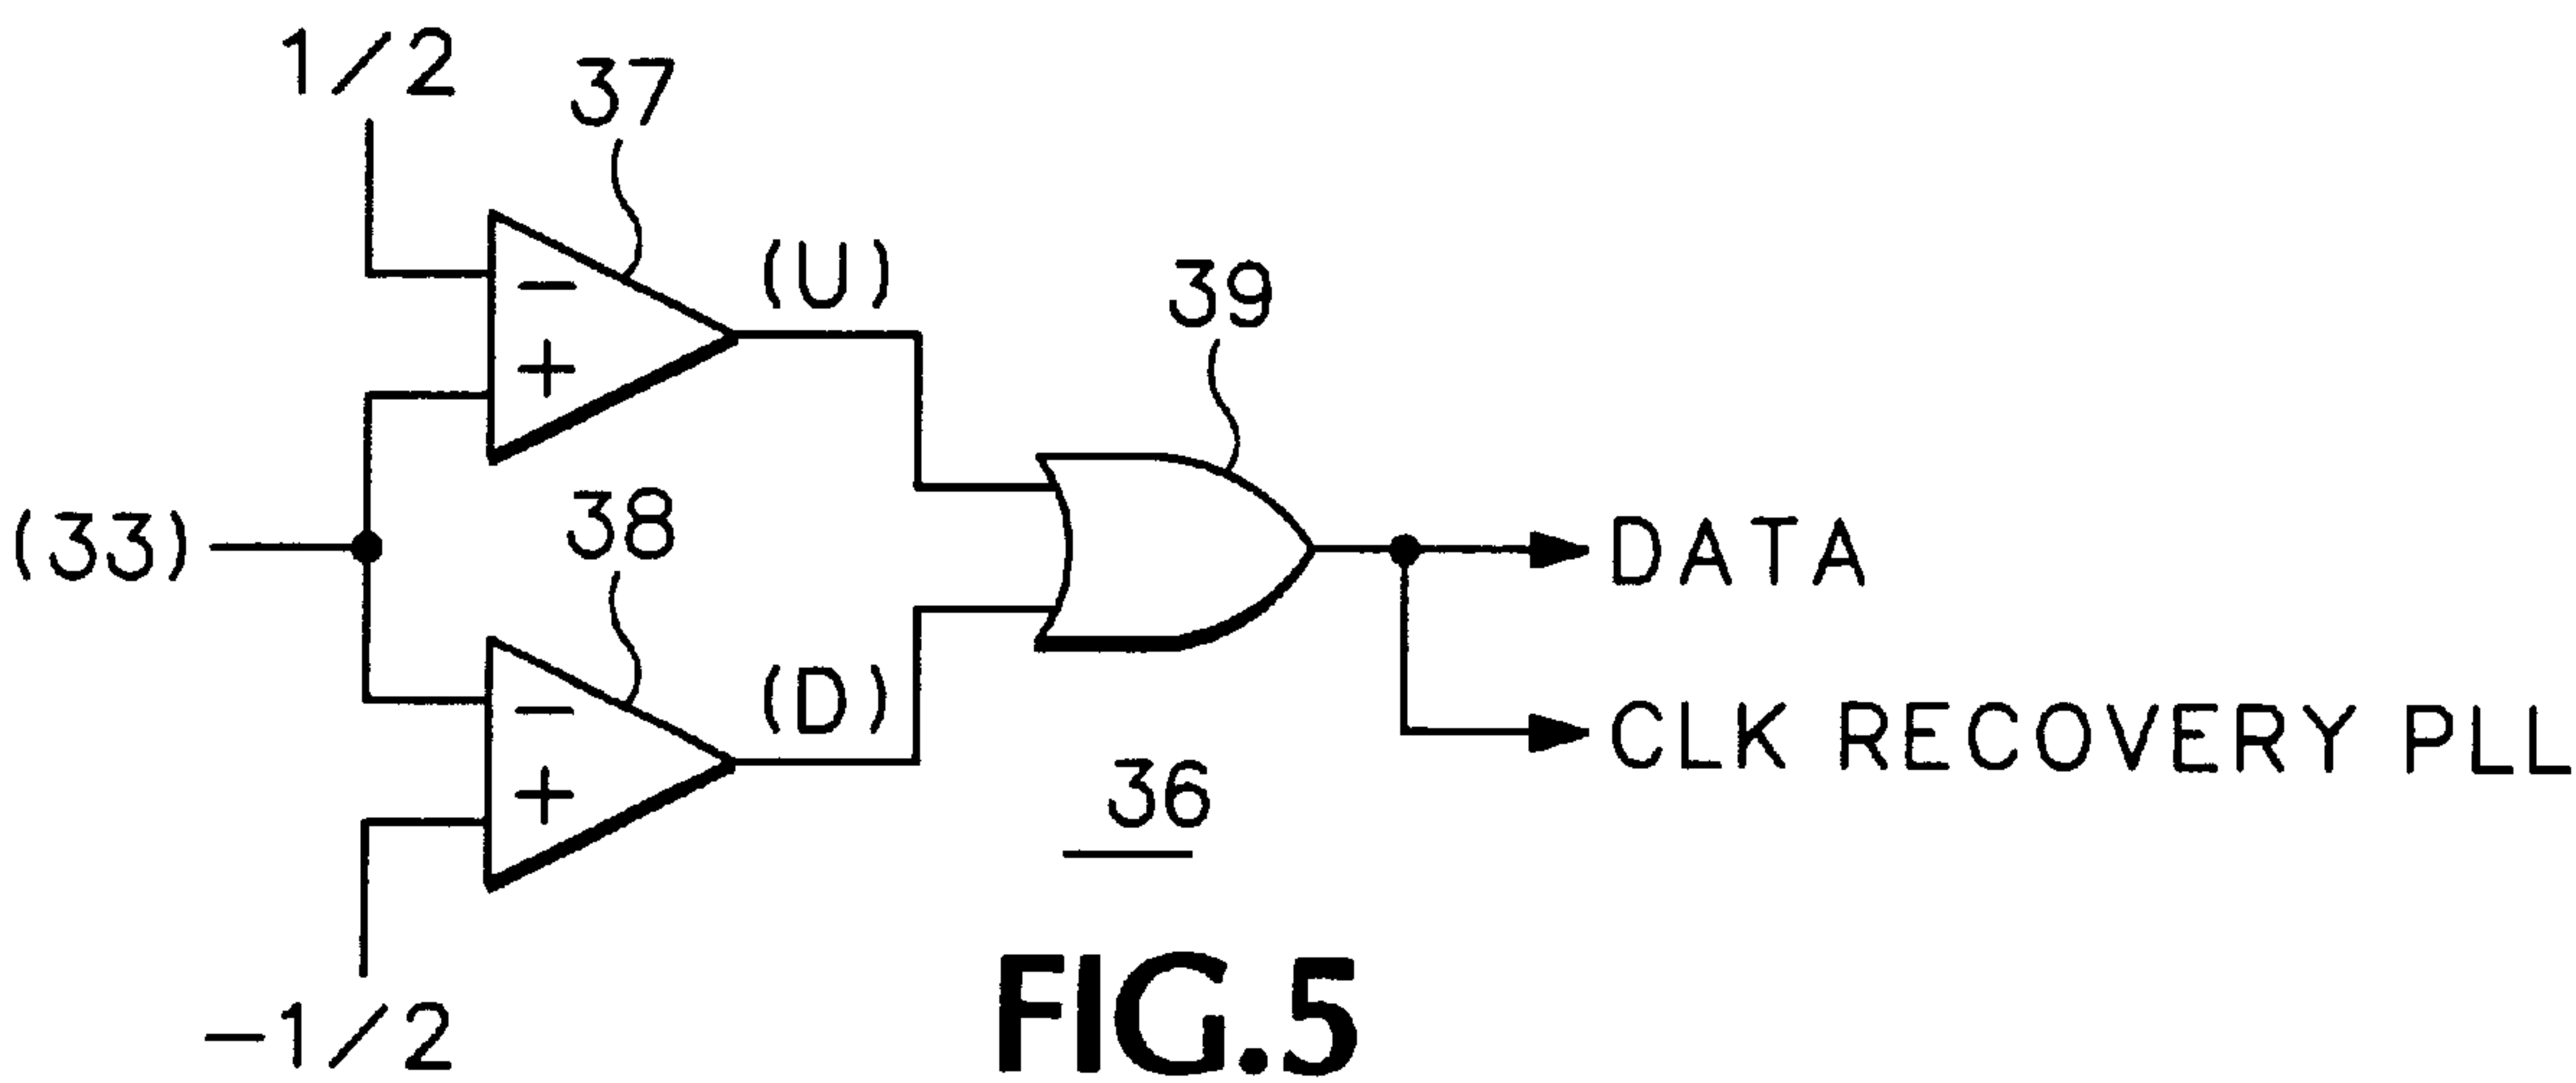 1/2
37
(U)
39
−
+
(33)
38
DATA
(D)
−
+
CLK RECOVERY PLL
36
−1/2
FIG.5